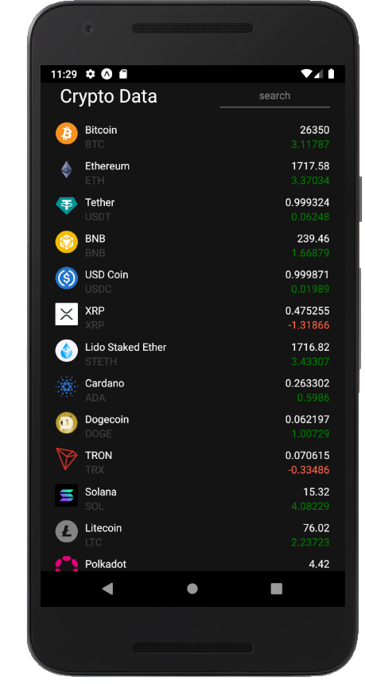 11:29
Crypto Data
search
Bitcoin 26350
BTC 3.11787
Ethereum 1717.58
ETH 3.37034
Tether 0.999324
USDT 0.06248
BNB 239.46
BNB 1.66879
USD Coin 0.999871
USDC 0.01989
XRP 0.475255
XRP -1.31866
Lido Staked Ether 1716.82
STETH 3.43307
Cardano 0.263302
ADA 0.5986
Dogecoin 0.062197
DOGE 1.00729
TRON 0.070615
TRX -0.33486
Solana 15.32
SOL 4.08229
Litecoin 76.02
LTC 2.23723
Polkadot 4.42